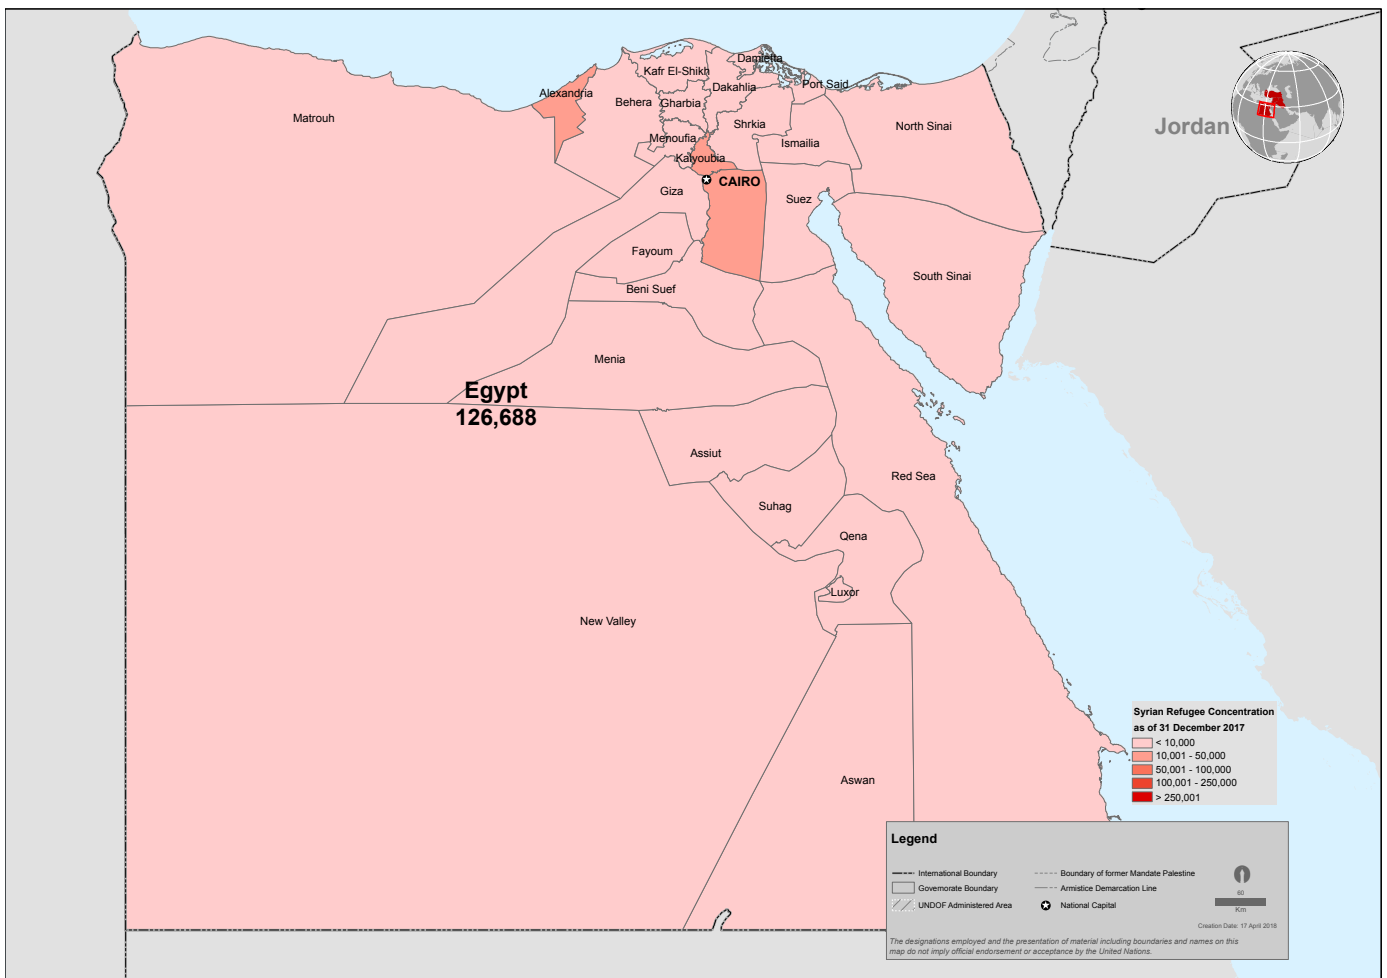 Damietta
Kafr El-Shikh
Alexandria
Dakahlia
Port Said
Behera
Gharbia
Matrouh
Shrkia
North Sinai
Jordan
Menoufia
Ismailia
Kalyoubia
CAIRO
Giza
Suez
Fayoum
South Sinai
Beni Suef
Menia
Egypt
126,688
Assiut
Red Sea
Suhag
Qena
Luxor
New Valley
Aswan
Syrian Refugee Concentration
as of 31 December 2017
< 10,000
10,001 - 50,000
50,001 - 100,000
100,001 - 250,000
> 250,001
Legend
International Boundary
Boundary of former Mandate Palestine
Governorate Boundary
Armistice Demarcation Line
UNDOF Administered Area
National Capital
60
Km
Creation Date: 17 April 2018
The designations employed and the presentation of material including boundaries and names on this
map do not imply official endorsement or acceptance by the United Nations.